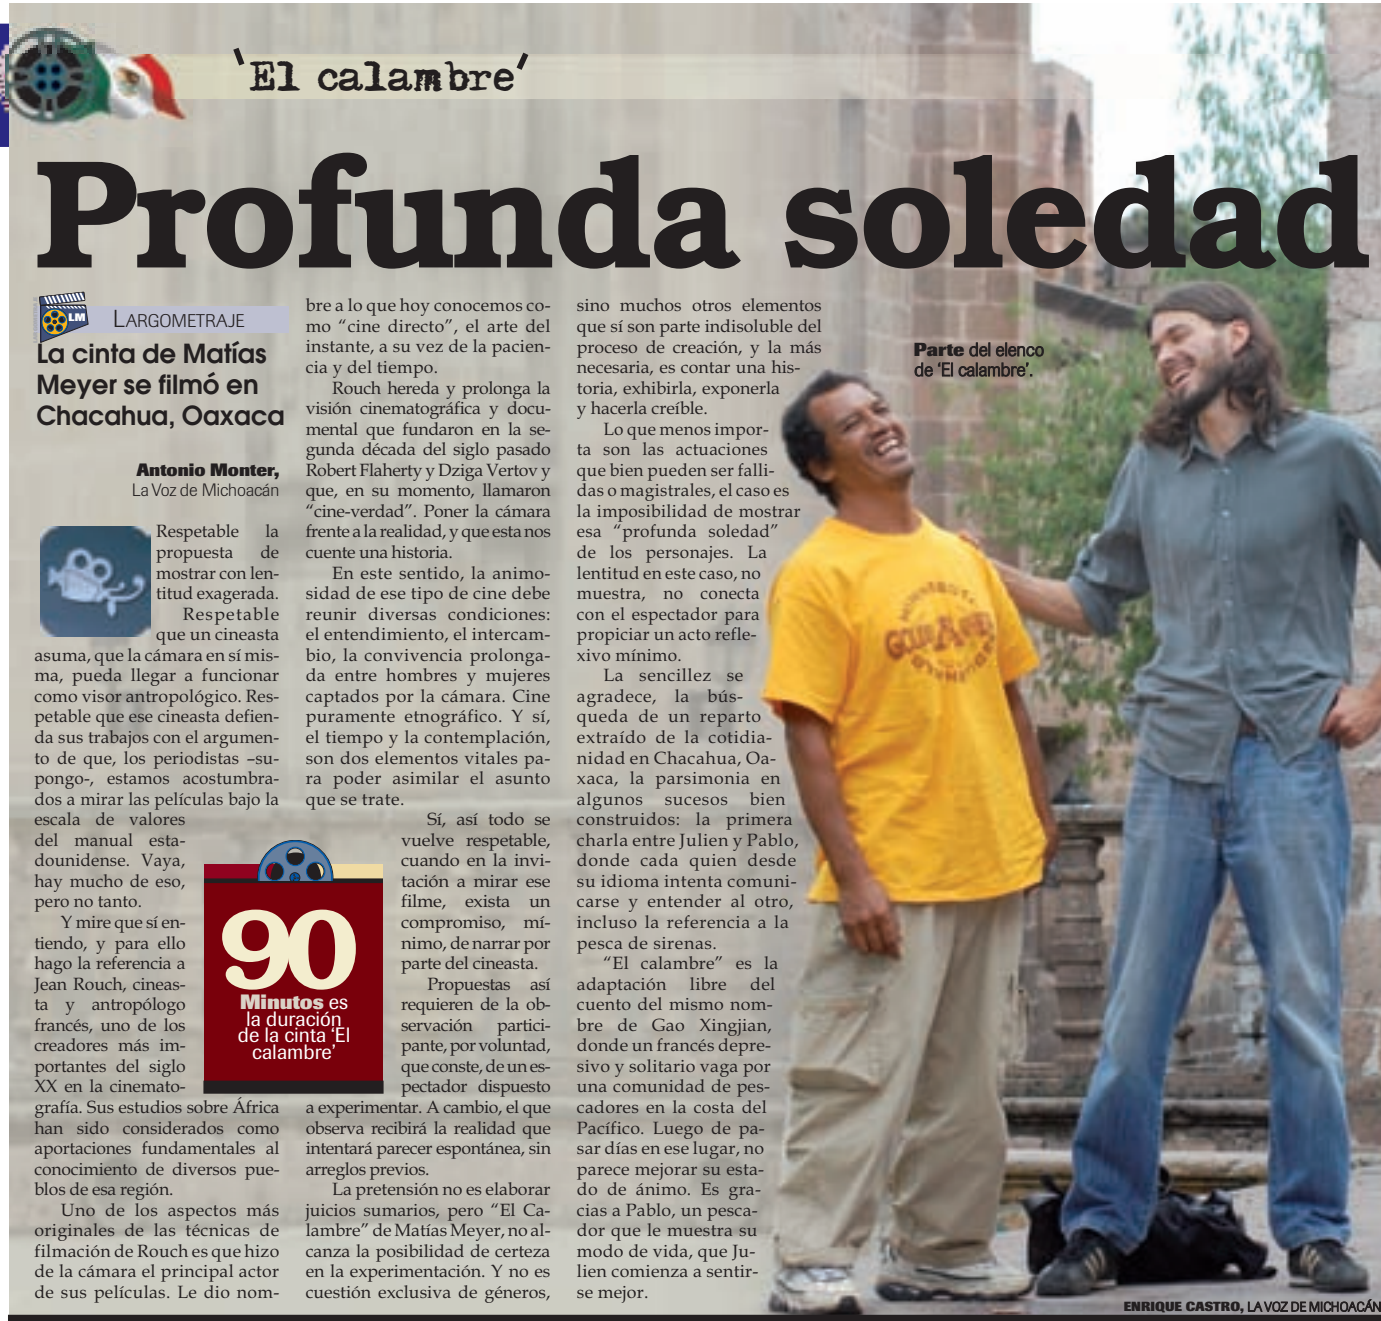 'El calambre'
Profunda soledad
LM
LARGOMETRAJE
La cinta de Matías
Meyer se filmó en
Chacahua, Oaxaca
Antonio Monter,
La Voz de Michoacán
Respetable la
propuesta de
mostrar con len-
titud exagerada.
Respetable
que un cineasta
asuma, que la cámara en sí mis-
ma, pueda llegar a funcionar
como visor antropológico. Res-
petable que ese cineasta defien-
da sus trabajos con el argumen-
to de que, los periodistas –su-
pongo-, estamos acostumbra-
dos a mirar las películas bajo la
escala de valores
del manual esta-
dounidense. Vaya,
hay mucho de eso,
pero no tanto.
Y mire que sí en-
tiendo, y para ello
hago la referencia a
Jean Rouch, cineas-
ta y antropólogo
francés, uno de los
creadores más im-
portantes del siglo
XX en la cinemato-
grafía. Sus estudios sobre África
han sido considerados como
aportaciones fundamentales al
conocimiento de diversos pue-
blos de esa región.
Uno de los aspectos más
originales de las técnicas de
filmación de Rouch es que hizo
de la cámara el principal actor
de sus películas. Le dio nom-
bre a lo que hoy conocemos co-
mo “cine directo”, el arte del
instante, a su vez de la pacien-
cia y del tiempo.
Rouch hereda y prolonga la
visión cinematográfica y docu-
mental que fundaron en la se-
gunda década del siglo pasado
Robert Flaherty y Dziga Vertov y
que, en su momento, llamaron
“cine-verdad”. Poner la cámara
frente a la realidad, y que esta nos
cuente una historia.
En este sentido, la animo-
sidad de ese tipo de cine debe
reunir diversas condiciones:
el entendimiento, el intercam-
bio, la convivencia prolonga-
da entre hombres y mujeres
captados por la cámara. Cine
puramente etnográfico. Y sí,
el tiempo y la contemplación,
son dos elementos vitales pa-
ra poder asimilar el asunto
que se trate.
Sí, así todo se
vuelve respetable,
cuando en la invi-
tación a mirar ese
filme, exista un
compromiso, mí-
nimo, de narrar por
parte del cineasta.
Propuestas así
requieren de la ob-
servación partici-
pante, por voluntad,
que conste, de un es-
pectador dispuesto
a experimentar. A cambio, el que
observa recibirá la realidad que
intentará parecer espontánea, sin
arreglos previos.
La pretensión no es elaborar
juicios sumarios, pero “El Ca-
lambre” de Matías Meyer, no al-
canza la posibilidad de certeza
en la experimentación. Y no es
cuestión exclusiva de géneros,
90
Minutos es
la duración
de la cinta ‘El
calambre’
sino muchos otros elementos
que sí son parte indisoluble del
proceso de creación, y la más
necesaria, es contar una his-
toria, exhibirla, exponerla
y hacerla creíble.
Lo que menos impor-
ta son las actuaciones
que bien pueden ser falli-
das o magistrales, el caso es
la imposibilidad de mostrar
esa “profunda soledad”
de los personajes. La
lentitud en este caso, no
muestra, no conecta
con el espectador para
propiciar un acto refle-
xivo mínimo.
La sencillez se
agradece, la bús-
queda de un reparto
extraído de la cotidia-
nidad en Chacahua, Oa-
xaca, la parsimonia en
algunos sucesos bien
construidos: la primera
charla entre Julien y Pablo,
donde cada quien desde
su idioma intenta comuni-
carse y entender al otro,
incluso la referencia a la
pesca de sirenas.
“El calambre” es la
adaptación libre del
cuento del mismo nom-
bre de Gao Xingjian,
donde un francés depre-
sivo y solitario vaga por
una comunidad de pes-
cadores en la costa del
Pacífico. Luego de pa-
sar días en ese lugar, no
parece mejorar su esta-
do de ánimo. Es gra-
cias a Pablo, un pesca-
dor que le muestra su
modo de vida, que Ju-
lien comienza a sentir-
se mejor.
Parte del elenco
de ‘El calambre’.
ENRIQUE CASTRO, LA VOZ DE MICHOACÁN